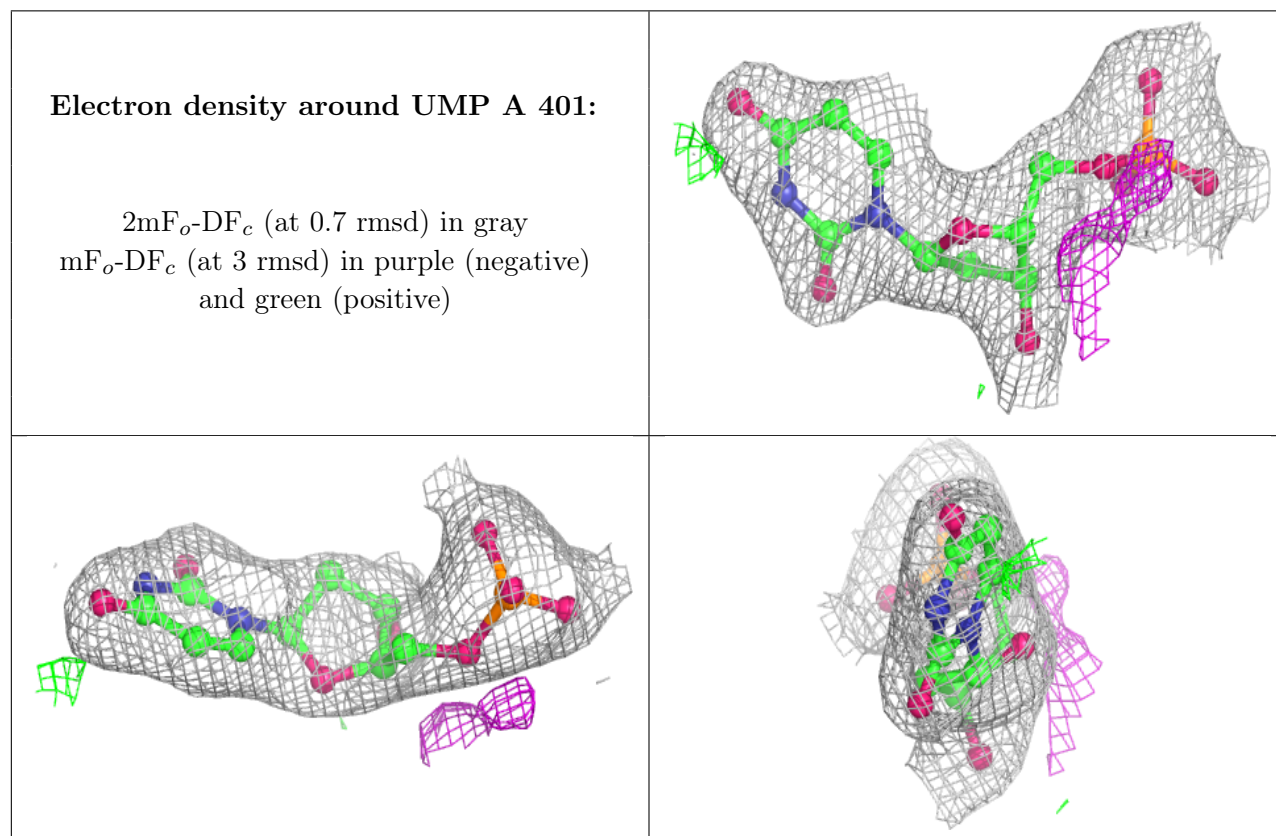 Electron density around UMP A 401:
2mFo-DFc (at 0.7 rmsd) in gray
mFo-DFc (at 3 rmsd) in purple (negative)
and green (positive)